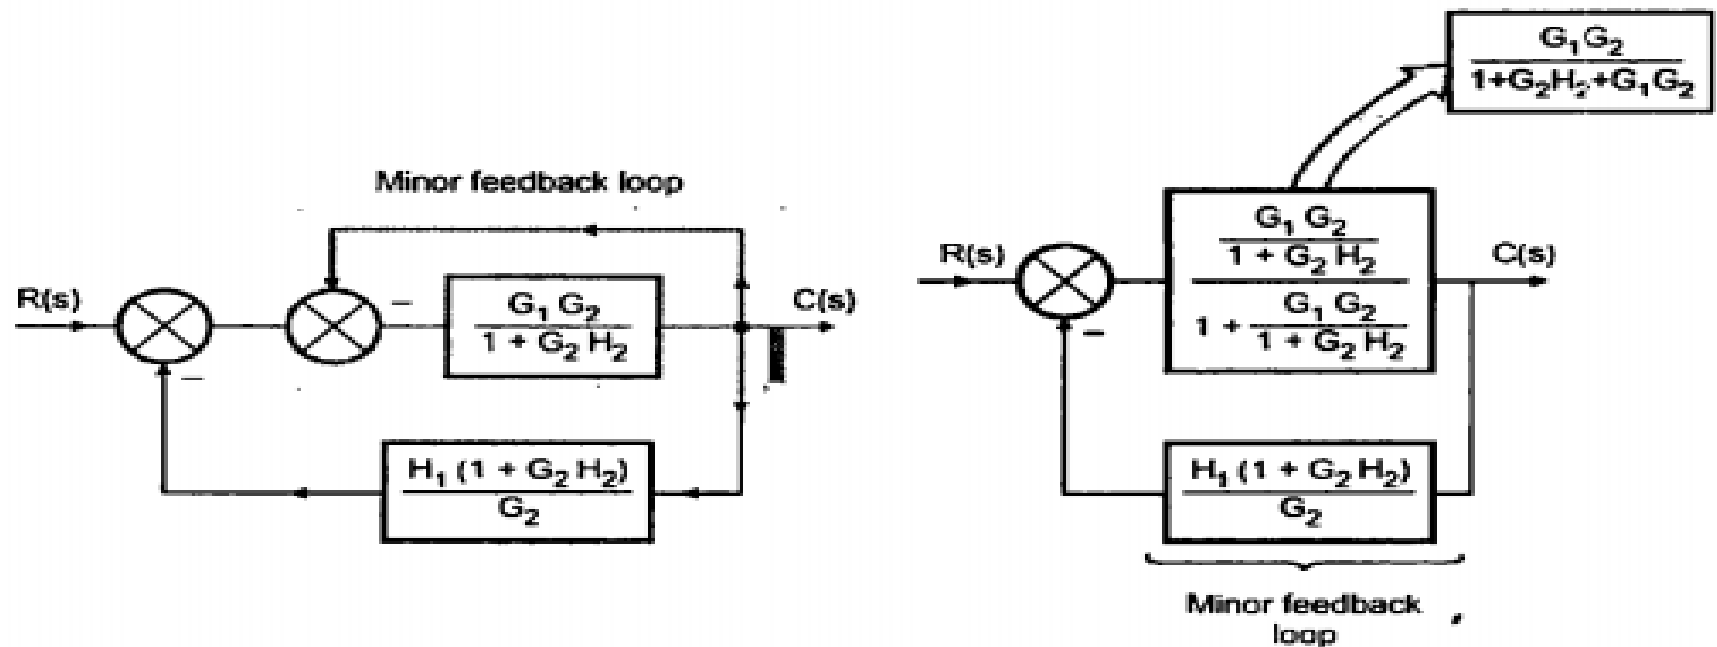 Minor feedback loop
R(s)
−
G₁ G₂
1 + G₂ H₂
C(s)
−
H₁ (1 + G₂ H₂)
G₂
G₁G₂
1+G₂H₂+G₁G₂
R(s)
G₁ G₂
1 + G₂ H₂
1 + G₁ G₂
1 + G₂ H₂
C(s)
−
H₁ (1 + G₂ H₂)
G₂
Minor feedback
loop